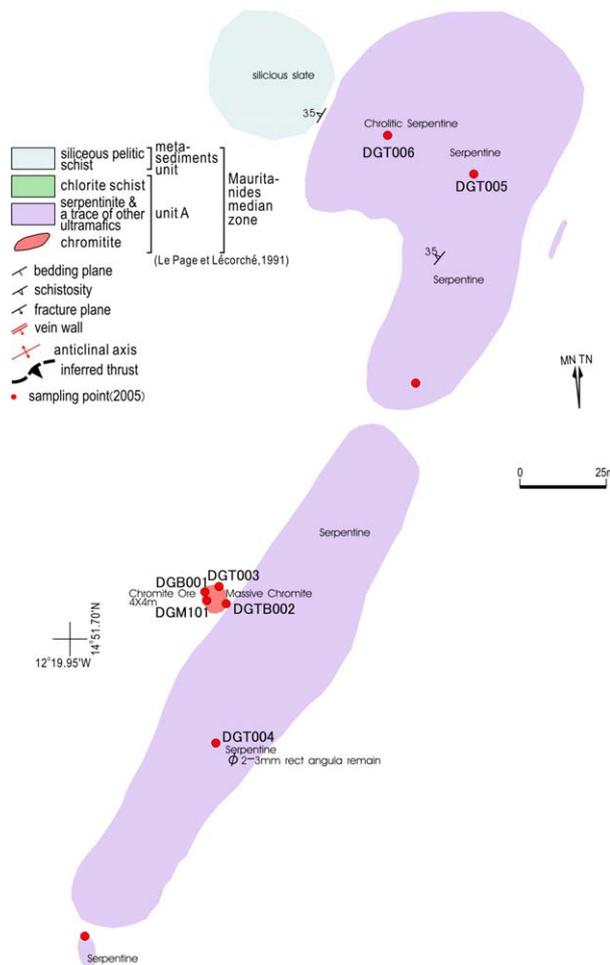 silicious slate
35
Chrolitic Serpentine
DGT006
Serpentine
DGT005
siliceous pelitic
schist
chlorite schist
serpentinite &
a trace of other
ultramafics
chromitite
meta-
sediments
unit
unit A
Maurita-
nides
median
zone
(Le Page et Lécorché,1991)
bedding plane
schistosity
fracture plane
vein wall
anticlinal axis
inferred thrust
sampling point(2005)
35
Serpentine
MN TN
0 25m
Serpentine
DGB001 DGT003
Chromite Ore Massive Chromite
4X4m
DGM101 DGTB002
14°51.70'N
12°19.95'W
DGT004
Serpentine
ϕ 2-3mm rect angula remain
Serpentine